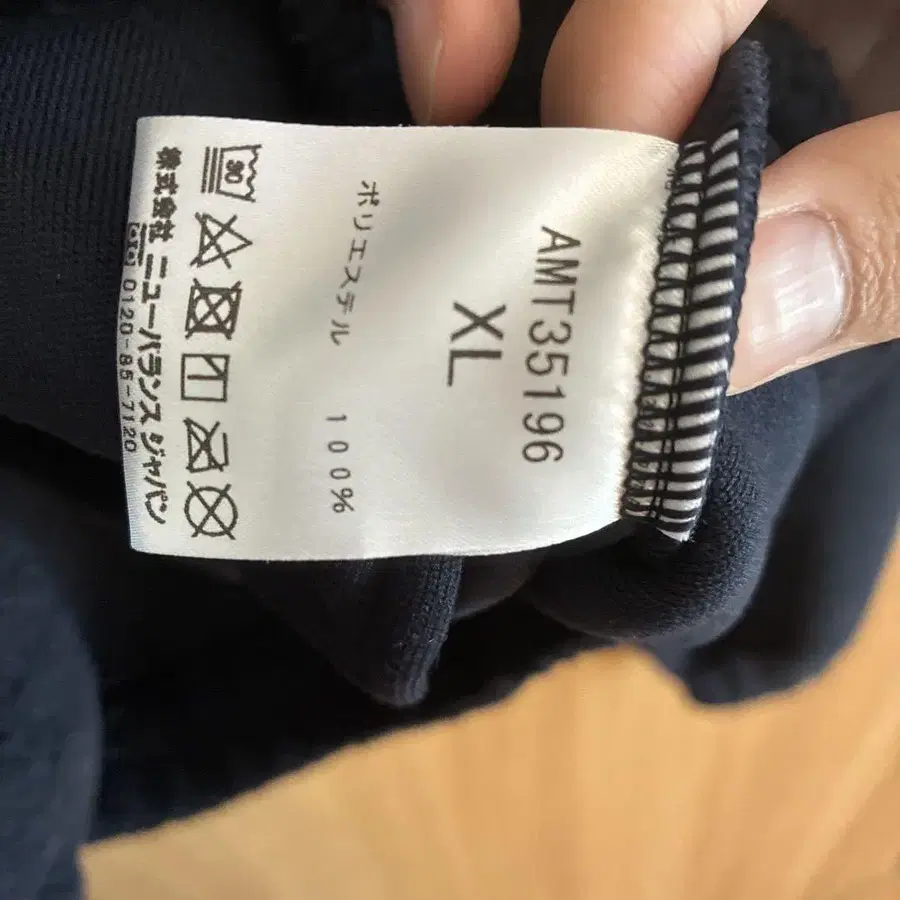 AMT35196
XL
ポリエステル 100%
30
株式会社 ニューバランス ジャパン
0120-85-7120